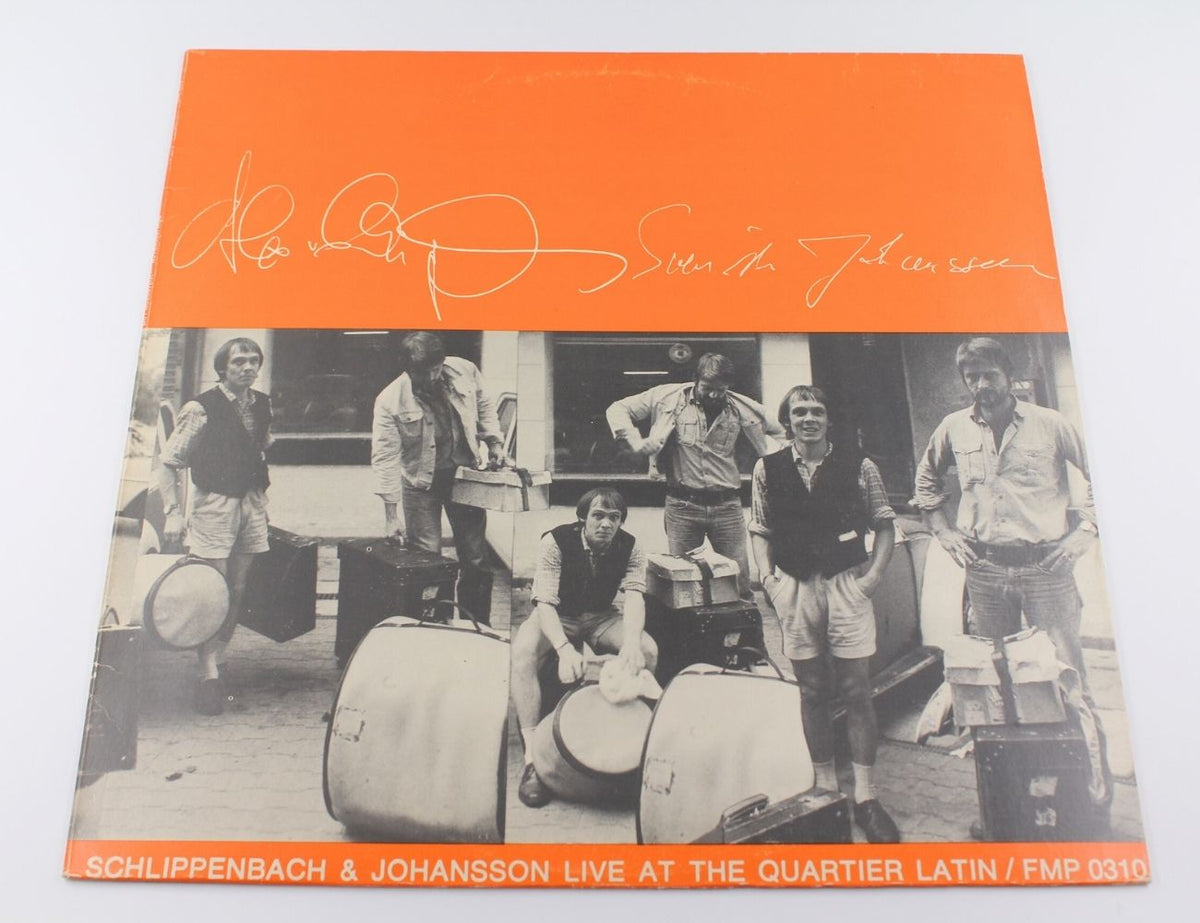 Sven-Åke Johansson
SCHLIPPENBACH & JOHANSSON LIVE AT THE QUARTIER LATIN / FMP 0310